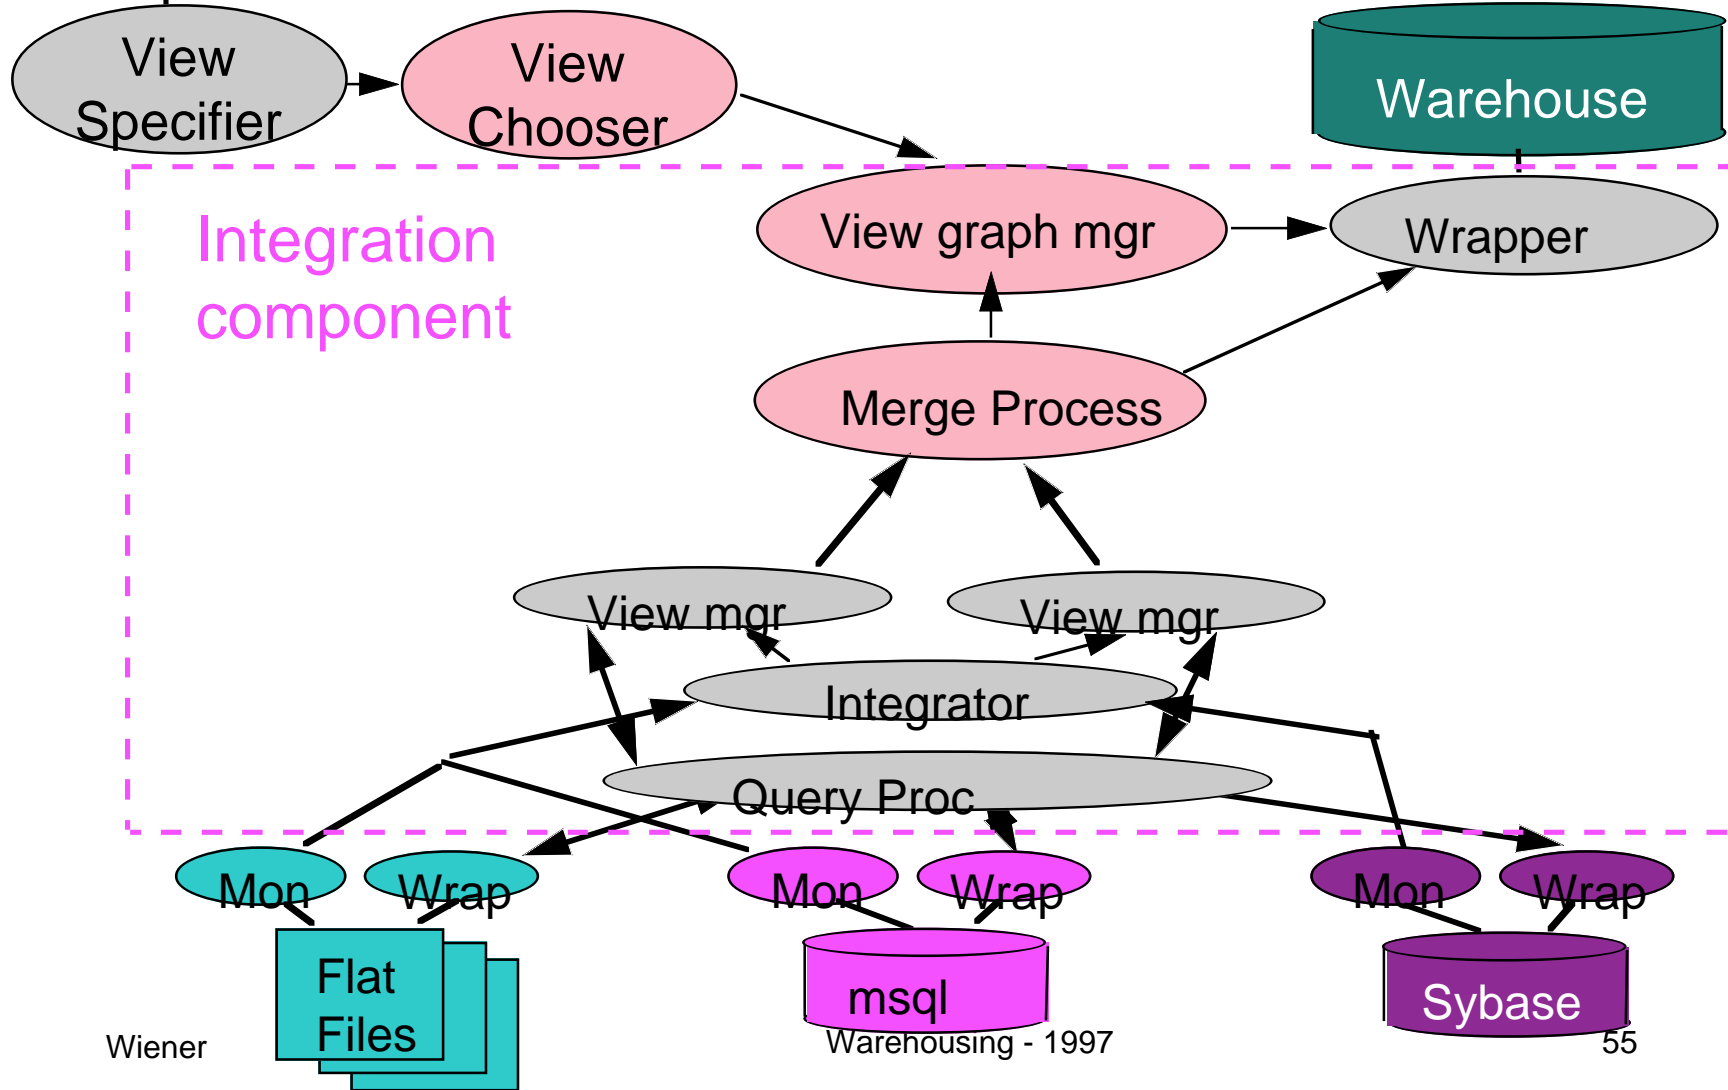 View
Specifier
View
Chooser
Warehouse
Integration
component
View graph mgr
Wrapper
Merge Process
View mgr
View mgr
Integrator
Query Proc
Mon
Wrap
Mon
Wrap
Mon
Wrap
Flat
Files
msql
Sybase
Wiener
Warehousing - 1997
55